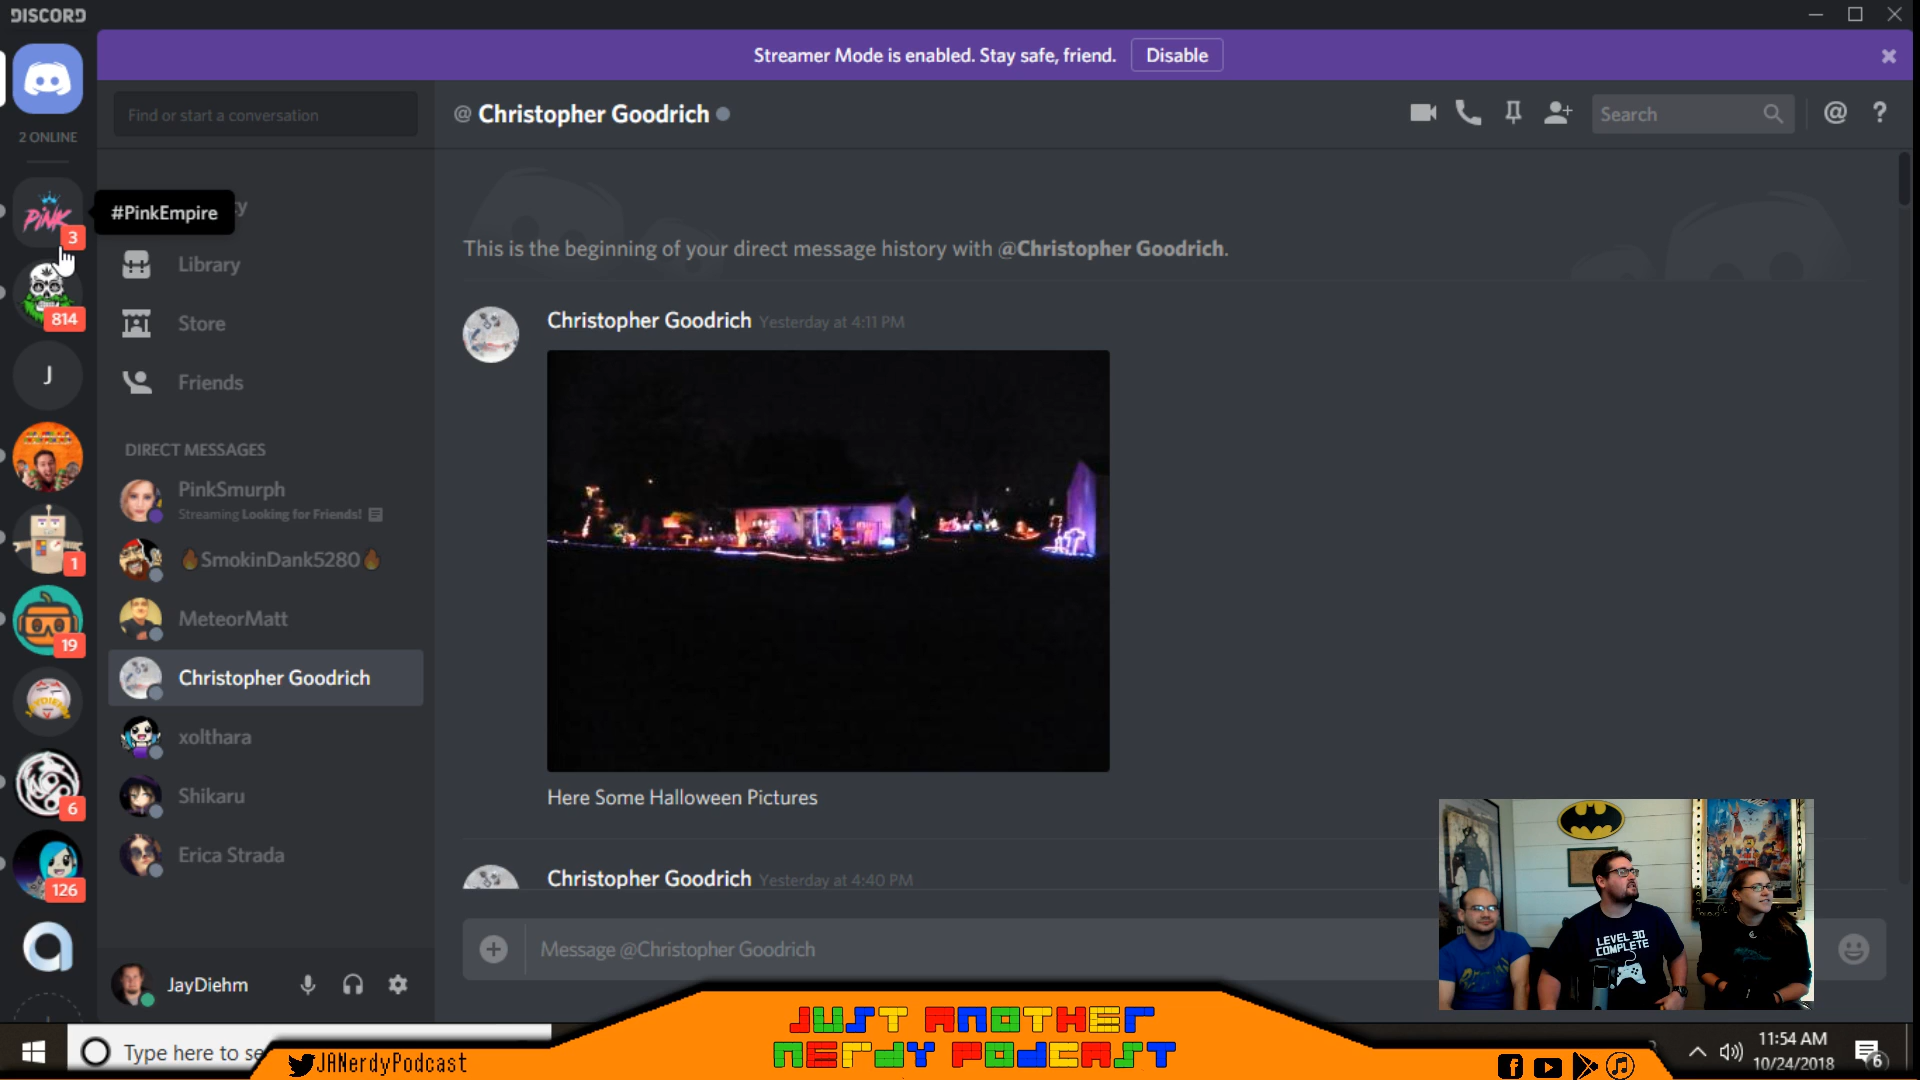 DISCORD
Streamer Mode is enabled. Stay safe, friend.
Disable
Find or start a conversation
@ Christopher Goodrich
Search
2 ONLINE
PINK
3
#PinkEmpire
y
This is the beginning of your direct message history with @Christopher Goodrich.
Library
814
Store
J
Friends
Christopher Goodrich Yesterday at 4:11 PM
DIRECT MESSAGES
PinkSmurph
Streaming Looking for Friends!
1
SmokinDank5280
MeteorMatt
19
Christopher Goodrich
xolthara
Shikaru
6
Here Some Halloween Pictures
Erica Strada
126
Christopher Goodrich Yesterday at 4:40 PM
Message @Christopher Goodrich
LEVEL 30
COMPLETE
JayDiehm
JUST ANOTHER
NERDY PODCAST
Type here to se
JANerdyPodcast
11:54 AM
10/24/2018
6